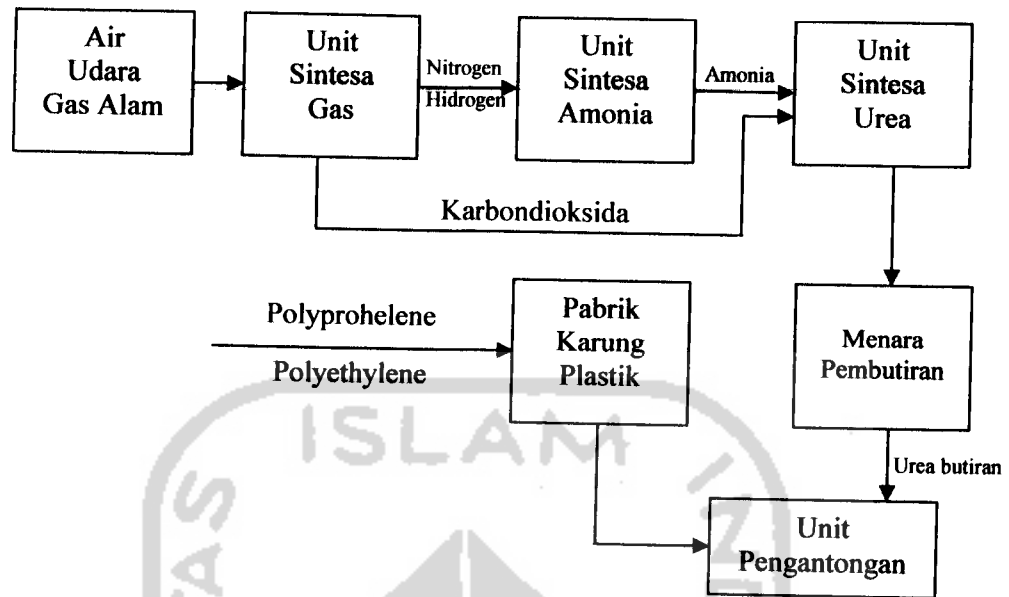 Air
Udara
Gas Alam
Unit
Sintesa
Gas
Nitrogen
Hidrogen
Unit
Sintesa
Amonia
Amonia
Unit
Sintesa
Urea
Karbondioksida
Polyprohelene
Polyethylene
Pabrik
Karung
Plastik
Menara
Pembutiran
Urea butiran
Unit
Pengantongan
ISLAM
TAS